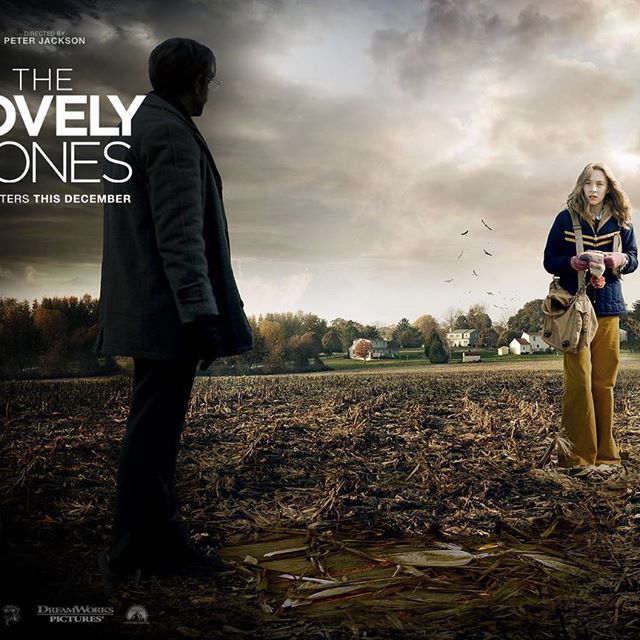 DIRECTED BY
PETER JACKSON
THE
OVELY
ONES
TERS THIS DECEMBER
DREAMWORKS
PICTURES